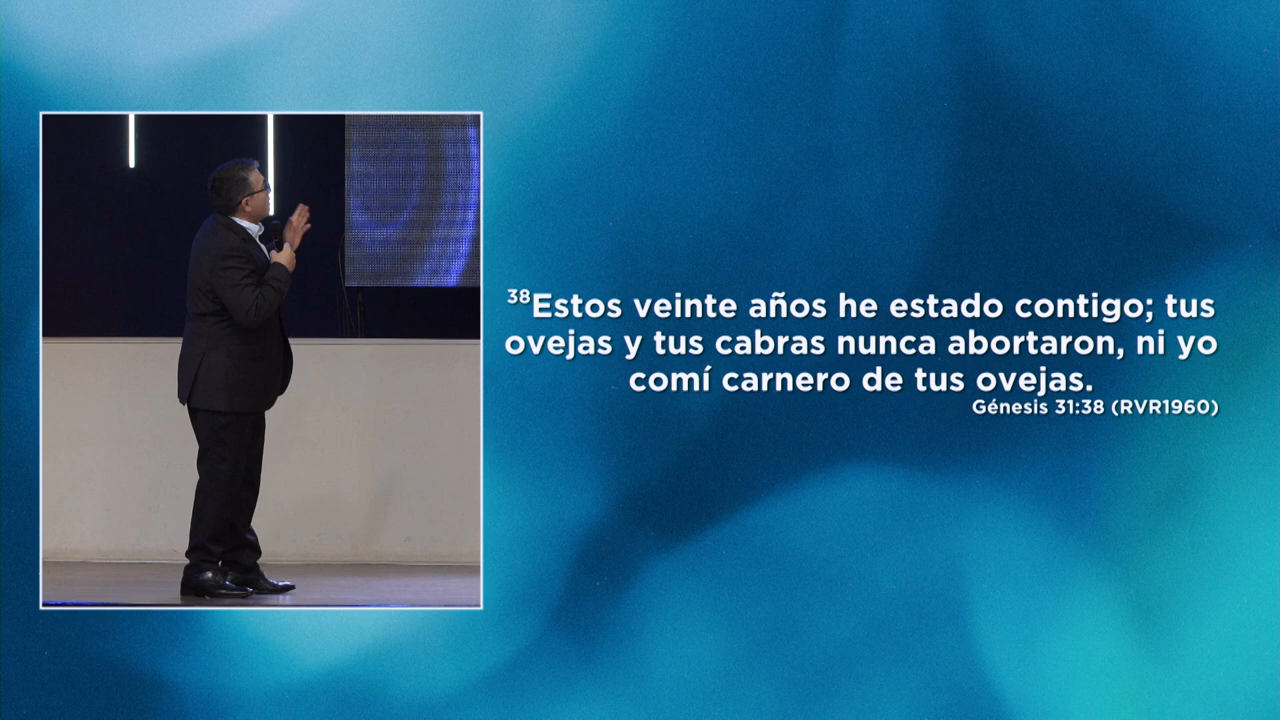 ³⁸Estos veinte años he estado contigo; tus
ovejas y tus cabras nunca abortaron, ni yo
comí carnero de tus ovejas.
Génesis 31:38 (RVR1960)